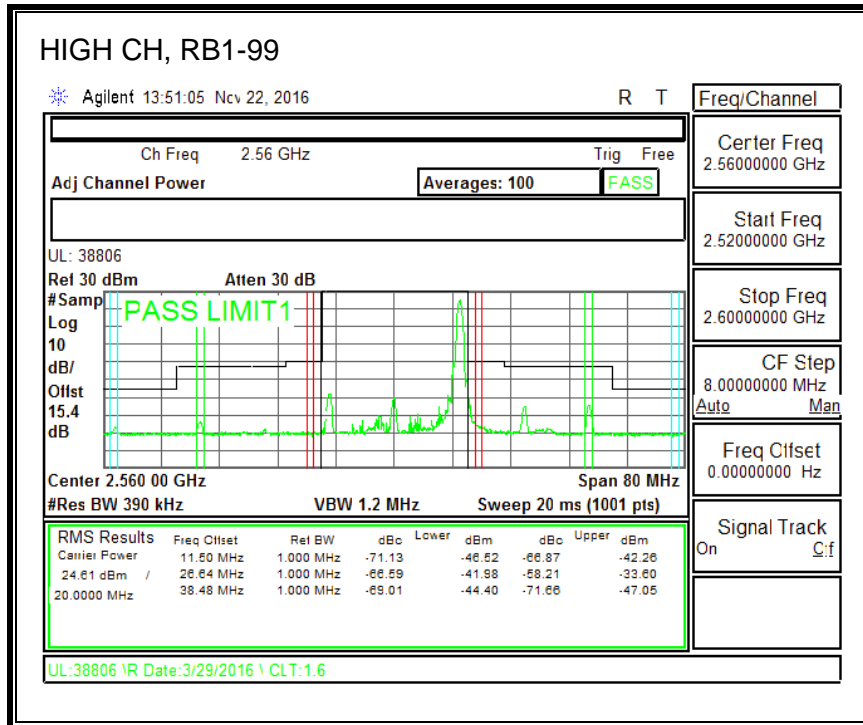 HIGH CH, RB1-99
Agilent 13:51:05 Nov 22, 2016 R T
Freq/Channel
Ch Freq 2.56 GHz Trig Free
Adj Channel Power Averages: 100 PASS
Center Freq
2.56000000 GHz
Start Freq
2.52000000 GHz
Stop Freq
2.60000000 GHz
CF Step
8.00000000 MHz
Auto Man
Freq Offset
0.00000000 Hz
Signal Track
On Off
UL: 38806
Ref 30 dBm Atten 30 dB
#Samp
Log
10
dB/
Offst
15.4
dB
PASS LIMIT1
Center 2.560 00 GHz Span 80 MHz
#Res BW 390 kHz VBW 1.2 MHz Sweep 20 ms (1001 pts)
RMS Results Freq Offset Ref BW dBc Lower dBm dBc Upper dBm
Carrier Power 11.50 MHz 1.000 MHz -71.13 -46.52 -66.87 -42.26
24.61 dBm / 26.64 MHz 1.000 MHz -66.59 -41.98 -58.21 -33.60
20.0000 MHz 38.48 MHz 1.000 MHz -69.01 -44.40 -71.66 -47.05
UL:38806 \R Date:3/29/2016 \ CLT:1.6